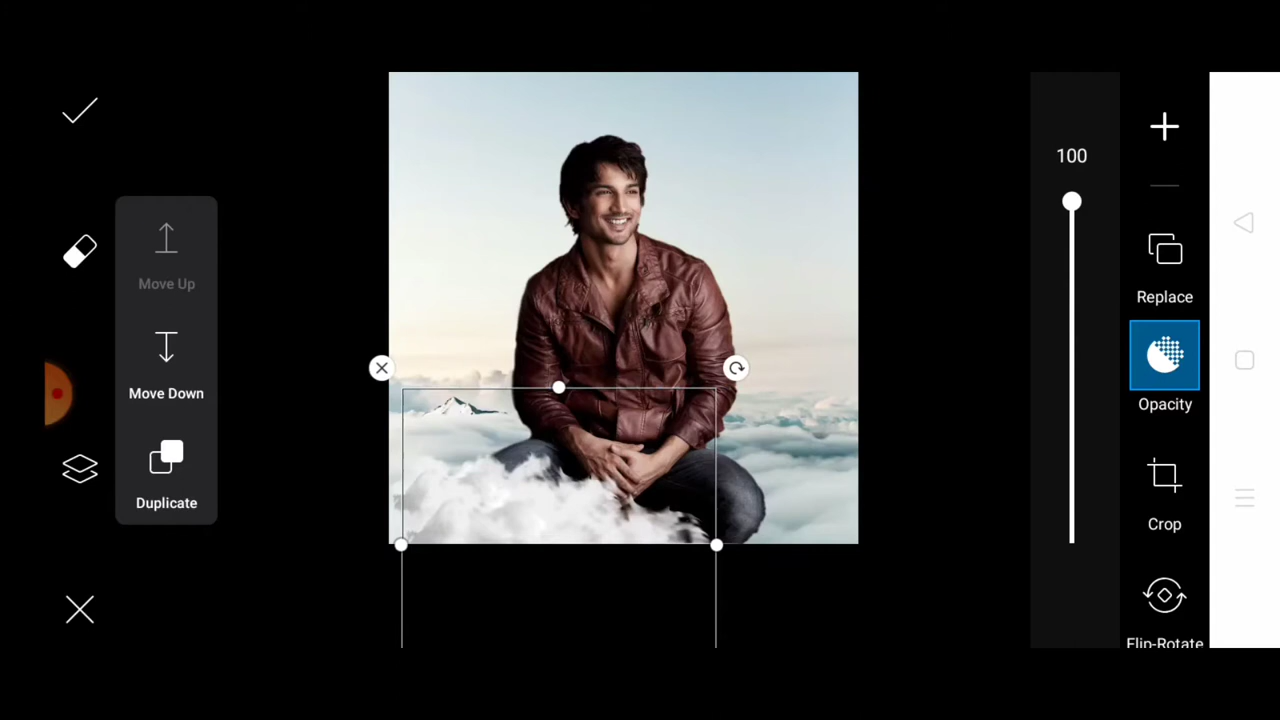 Move Up
Move Down
Duplicate
100
Replace
Opacity
Crop
Flip-Rotate